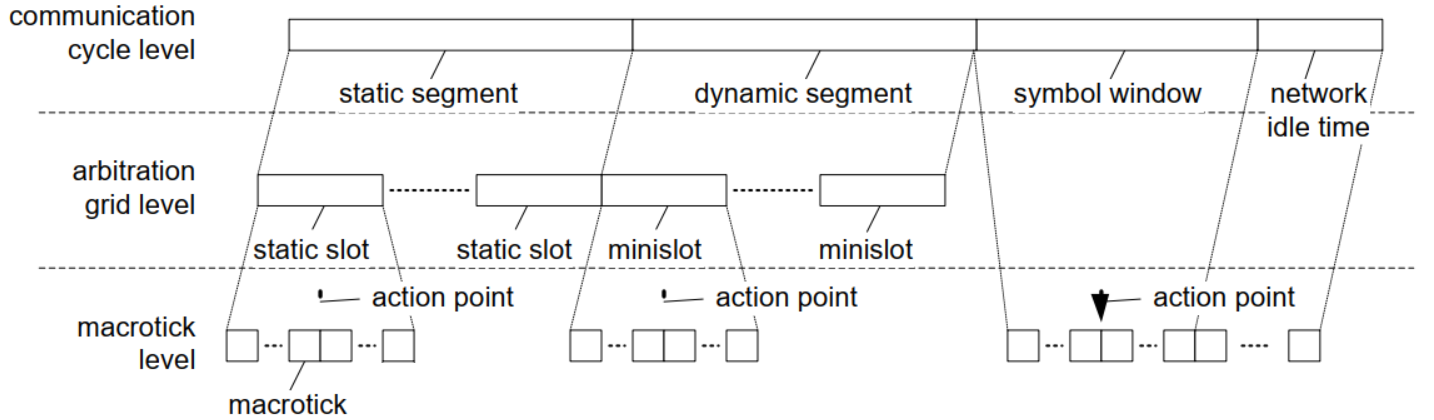 communication
cycle level
static segment
dynamic segment
symbol window
network
idle time
arbitration
grid level
static slot
static slot
minislot
minislot
action point
action point
action point
macrotick
level
macrotick